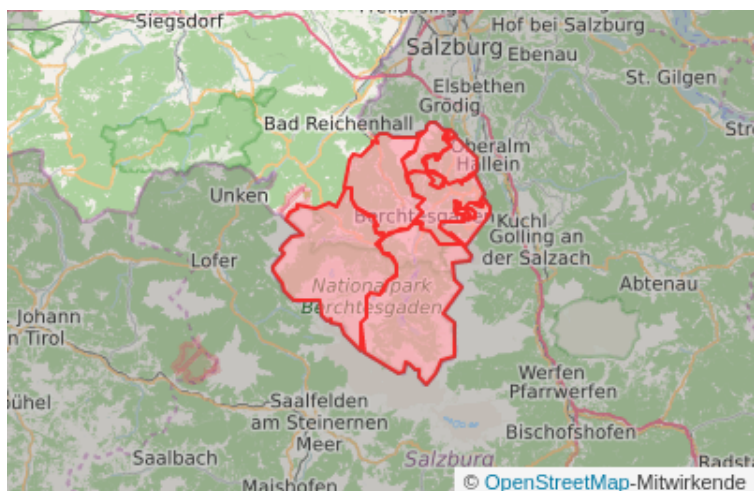 Siegsdorf
Hof bei Salzburg
Salzburg
Ebenau
St. Gilgen
Elsbethen
Grödig
Bad Reichenhall
Oberalm
Hallein
Unken
Berchtesgaden
Kuchl
Golling an
der Salzach
Lofer
Nationalpark
Berchtesgaden
Abtenau
. Johann
n Tirol
Werfen
Pfarrwerfen
Saalfelden
am Steinernen
Meer
Bischofshofen
Saalbach
Salzburg
Radsta
Maishofen
© OpenStreetMap-Mitwirkende